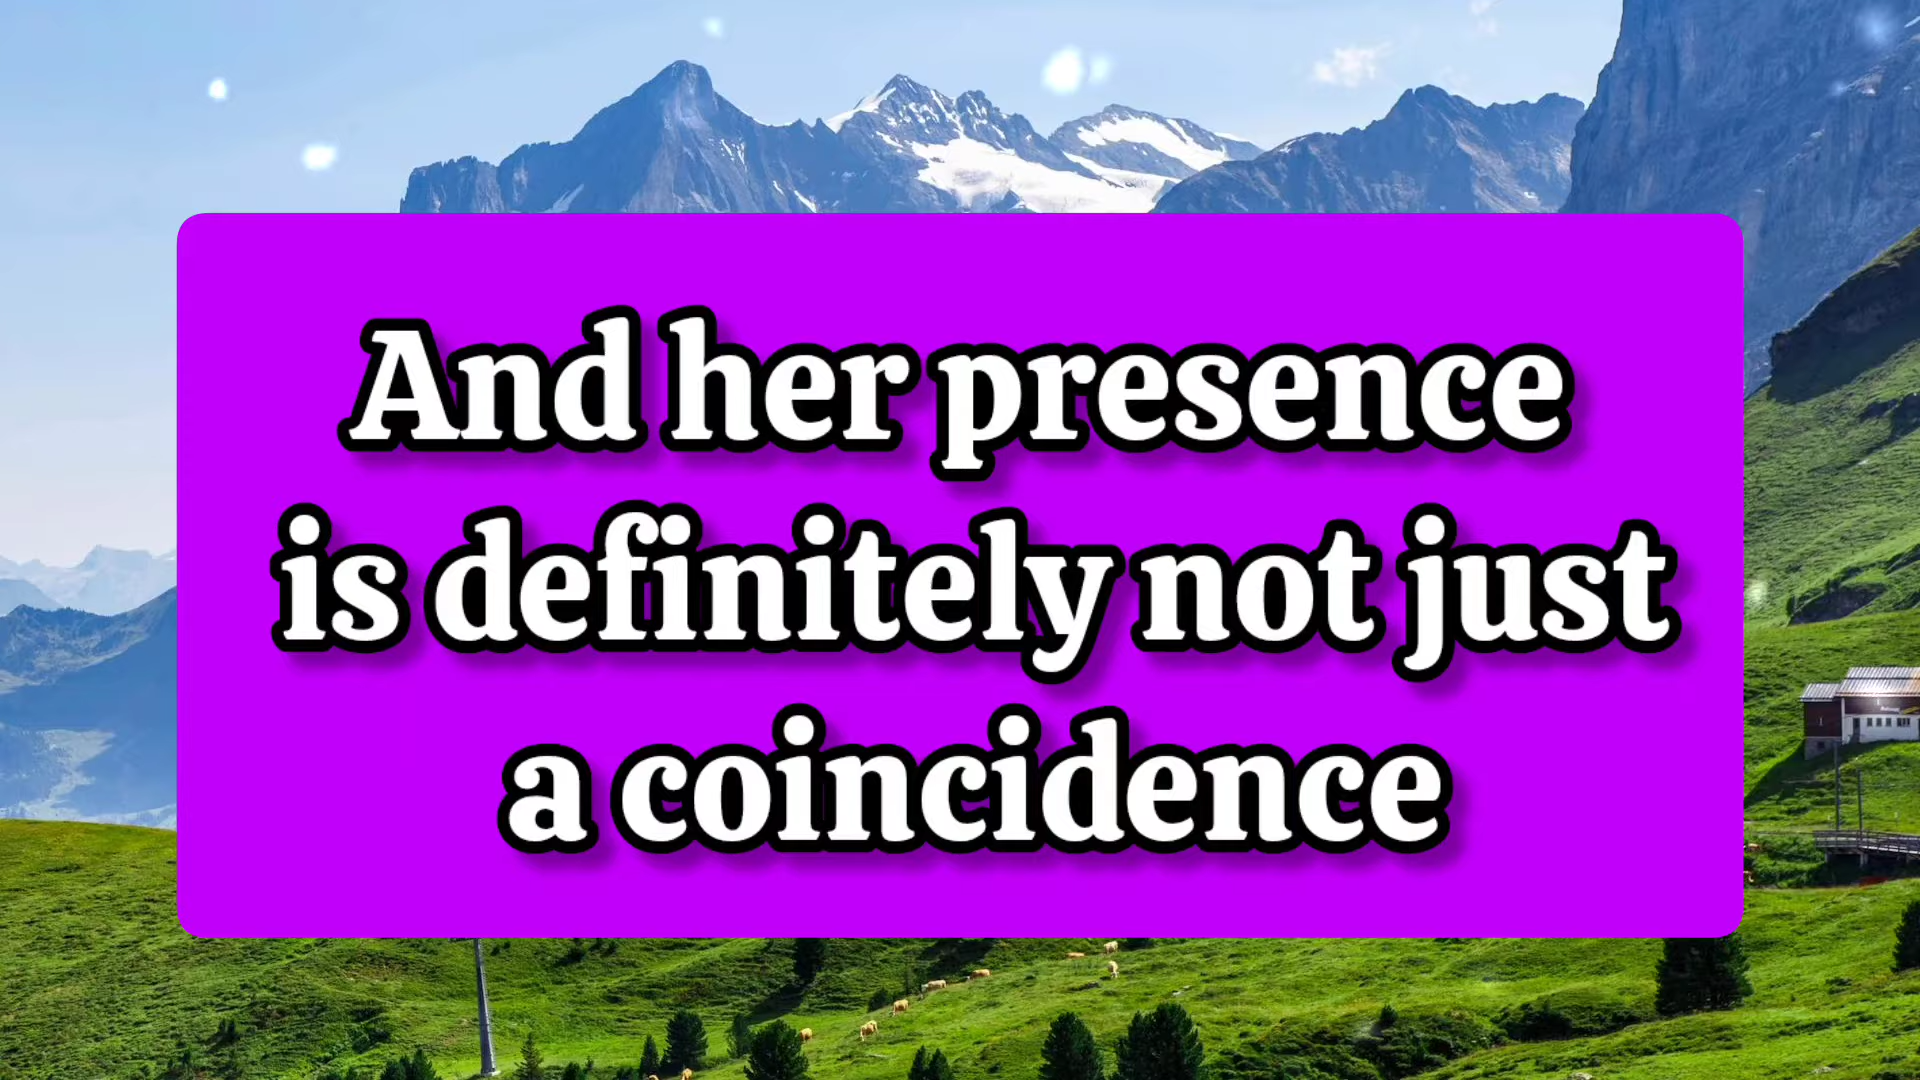 And her presence
is definitely not just
a coincidence